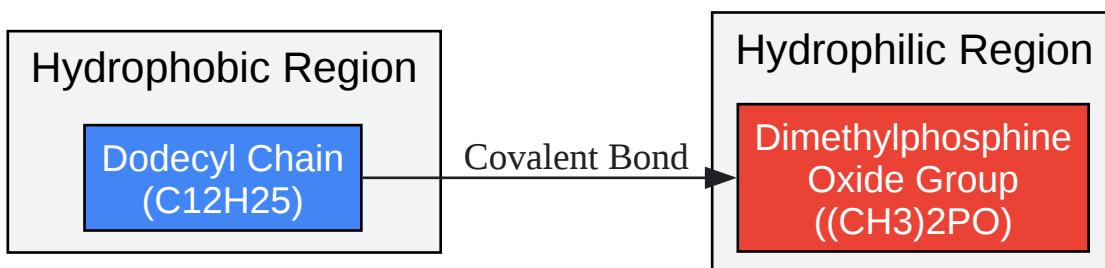 Hydrophobic Region
Dodecyl Chain
(C12H25)
Covalent Bond
Hydrophilic Region
Dimethylphosphine
Oxide Group
((CH3)2PO)